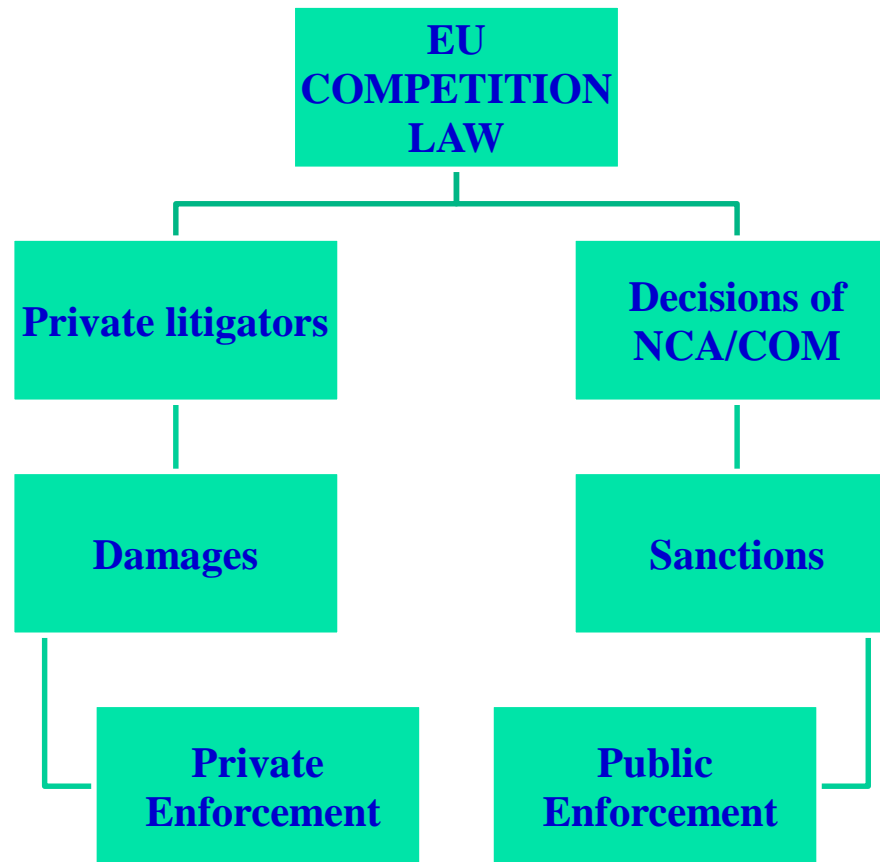 EU
COMPETITION
LAW
Private litigators
Decisions of
NCA/COM
Damages
Sanctions
Private
Enforcement
Public
Enforcement